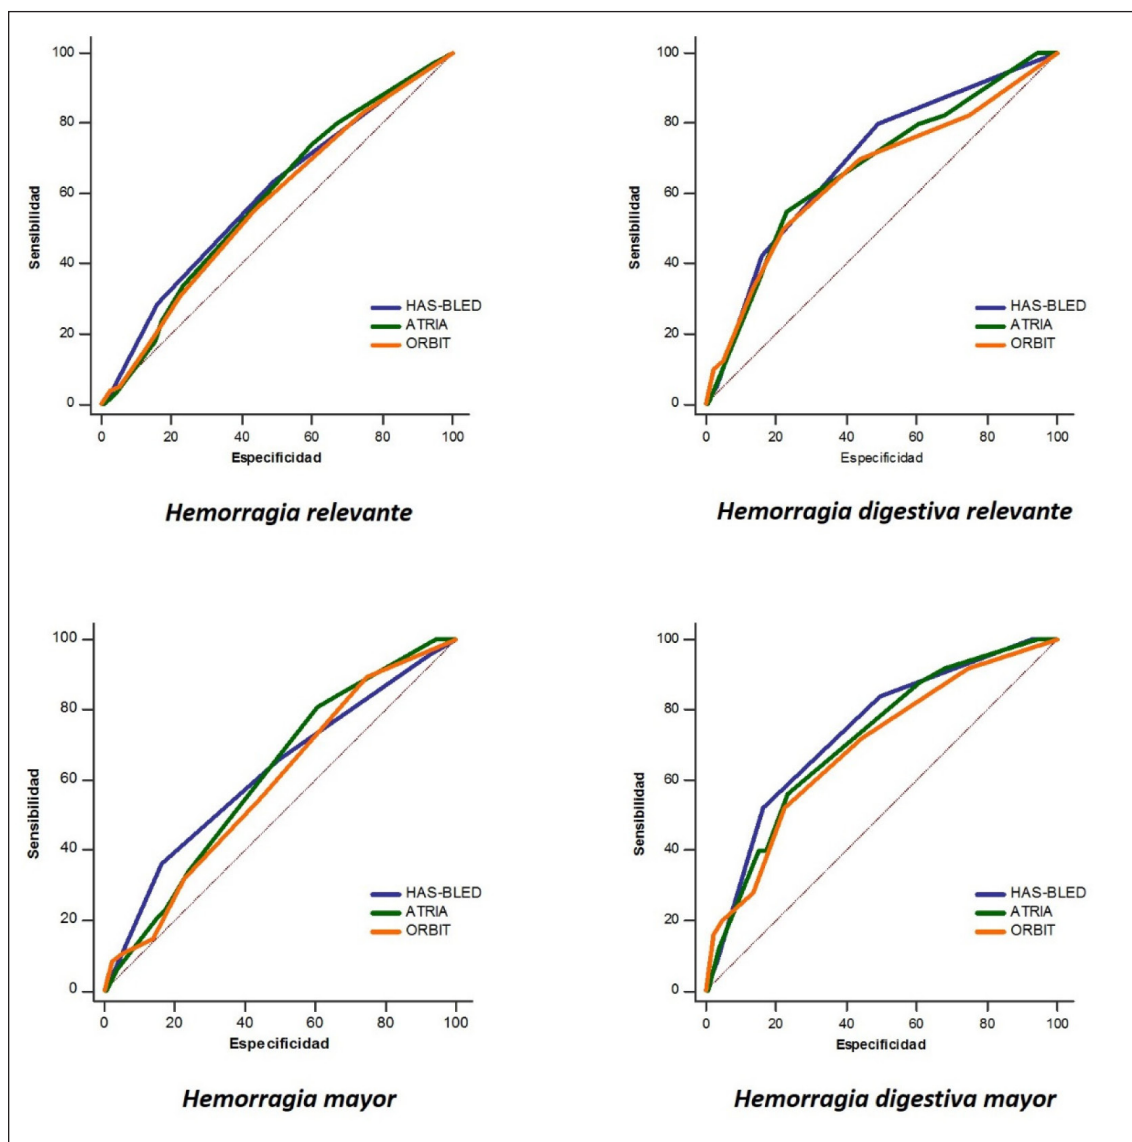 100
80
60
40
20
0
Sensibilidad
HAS-BLED
ATRIA
ORBIT
0 20 40 60 80 100
Especificidad
Hemorragia relevante
100
80
60
40
20
0
Sensibilidad
HAS-BLED
ATRIA
ORBIT
0 20 40 60 80 100
Especificidad
Hemorragia digestiva relevante
100
80
60
40
20
0
Sensibilidad
HAS-BLED
ATRIA
ORBIT
0 20 40 60 80 100
Especificidad
Hemorragia mayor
100
80
60
40
20
0
Sensibilidad
HAS-BLED
ATRIA
ORBIT
0 20 40 60 80 100
Especificidad
Hemorragia digestiva mayor